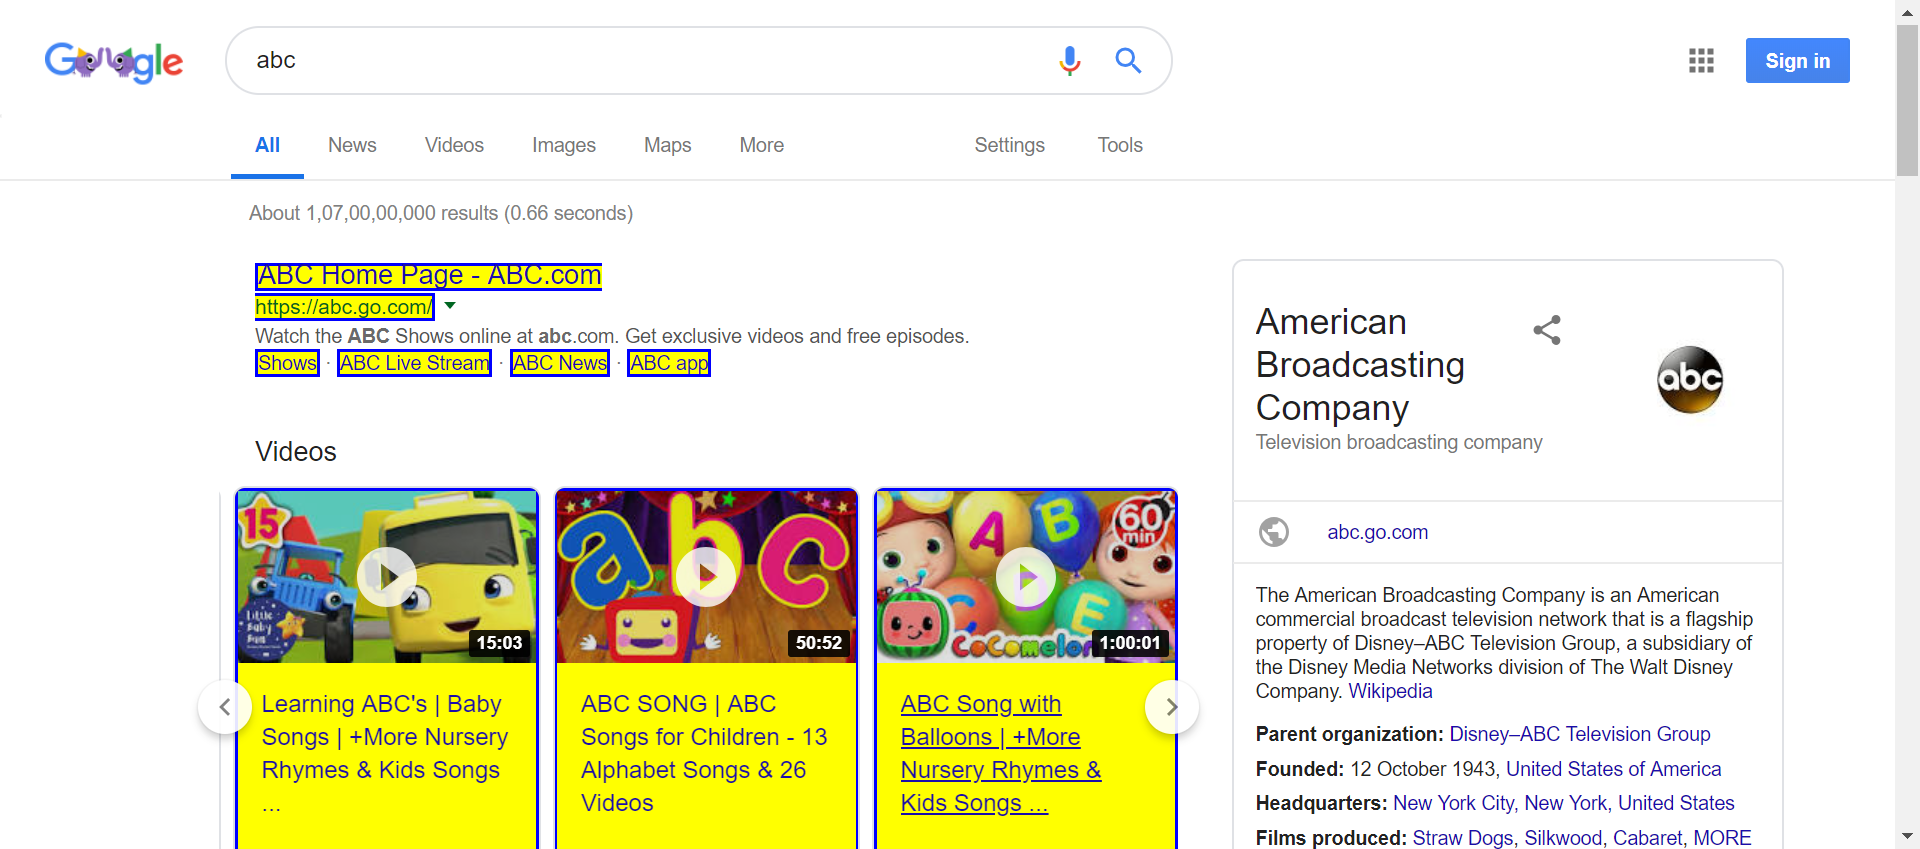 Google
abc
Sign in
All News Videos Images Maps More Settings Tools
About 1,07,00,00,000 results (0.66 seconds)
ABC Home Page - ABC.com
https://abc.go.com/
Watch the ABC Shows online at abc.com. Get exclusive videos and free episodes.
Shows · ABC Live Stream · ABC News · ABC app
Videos
15
Little
Baby
Bum
15:03
Learning ABC's | Baby
Songs | +More Nursery
Rhymes & Kids Songs
...
abc
50:52
ABC SONG | ABC
Songs for Children - 13
Alphabet Songs & 26
Videos
A B
60
min
C D E
CoComelon
1:00:01
ABC Song with
Balloons | +More
Nursery Rhymes &
Kids Songs ...
American
Broadcasting
Company
Television broadcasting company
abc
abc.go.com
The American Broadcasting Company is an American
commercial broadcast television network that is a flagship
property of Disney–ABC Television Group, a subsidiary of
the Disney Media Networks division of The Walt Disney
Company. Wikipedia
Parent organization: Disney–ABC Television Group
Founded: 12 October 1943, United States of America
Headquarters: New York City, New York, United States
Films produced: Straw Dogs, Silkwood, Cabaret, MORE